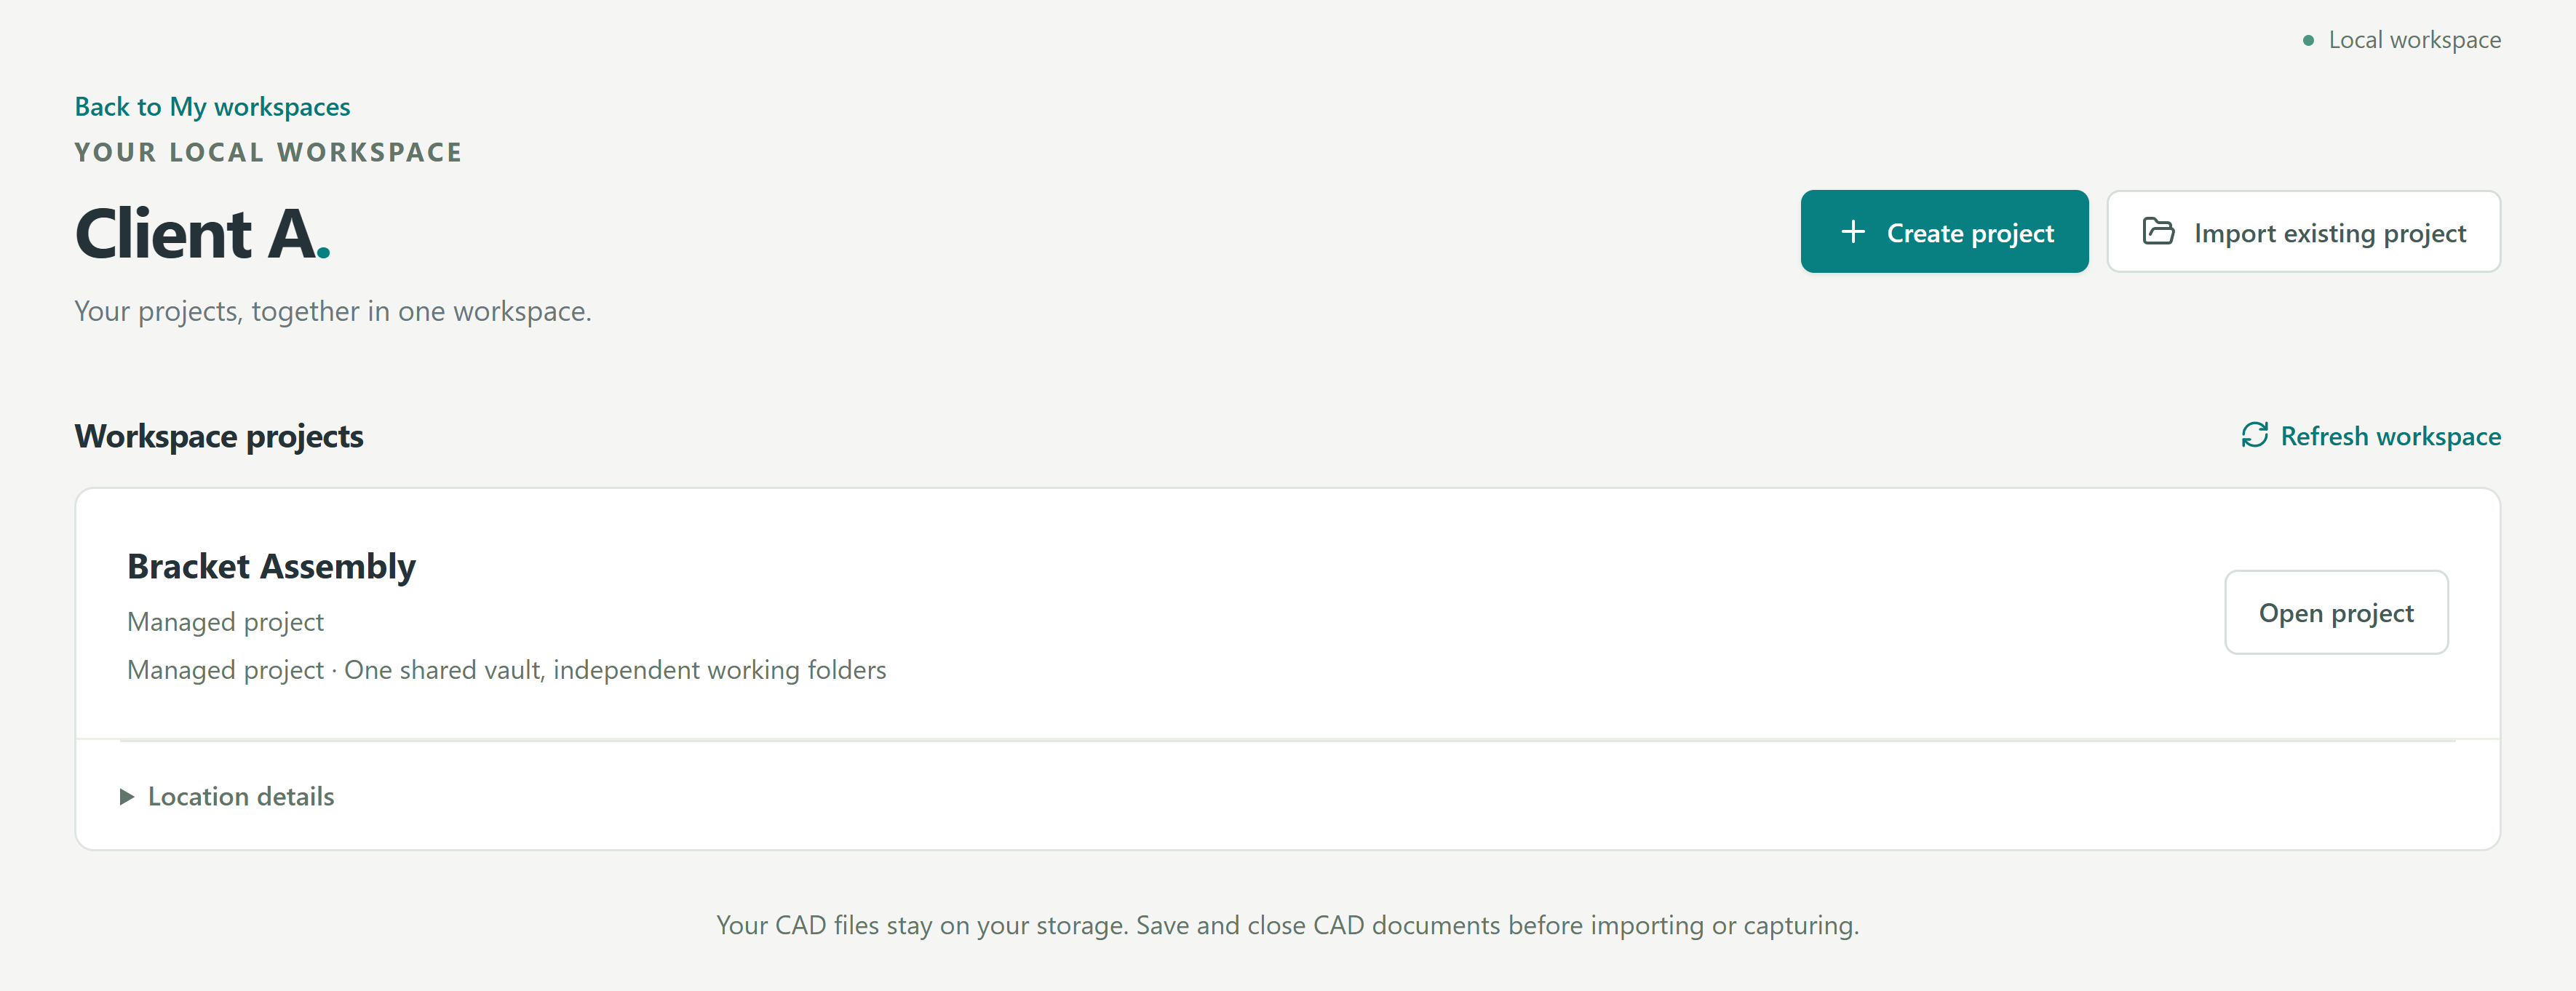 Local workspace
Back to My workspaces
YOUR LOCAL WORKSPACE
Client A.
Create project
Import existing project
Your projects, together in one workspace.
Workspace projects
Refresh workspace
Bracket Assembly
Managed project
Managed project · One shared vault, independent working folders
Open project
Location details
Your CAD files stay on your storage. Save and close CAD documents before importing or capturing.